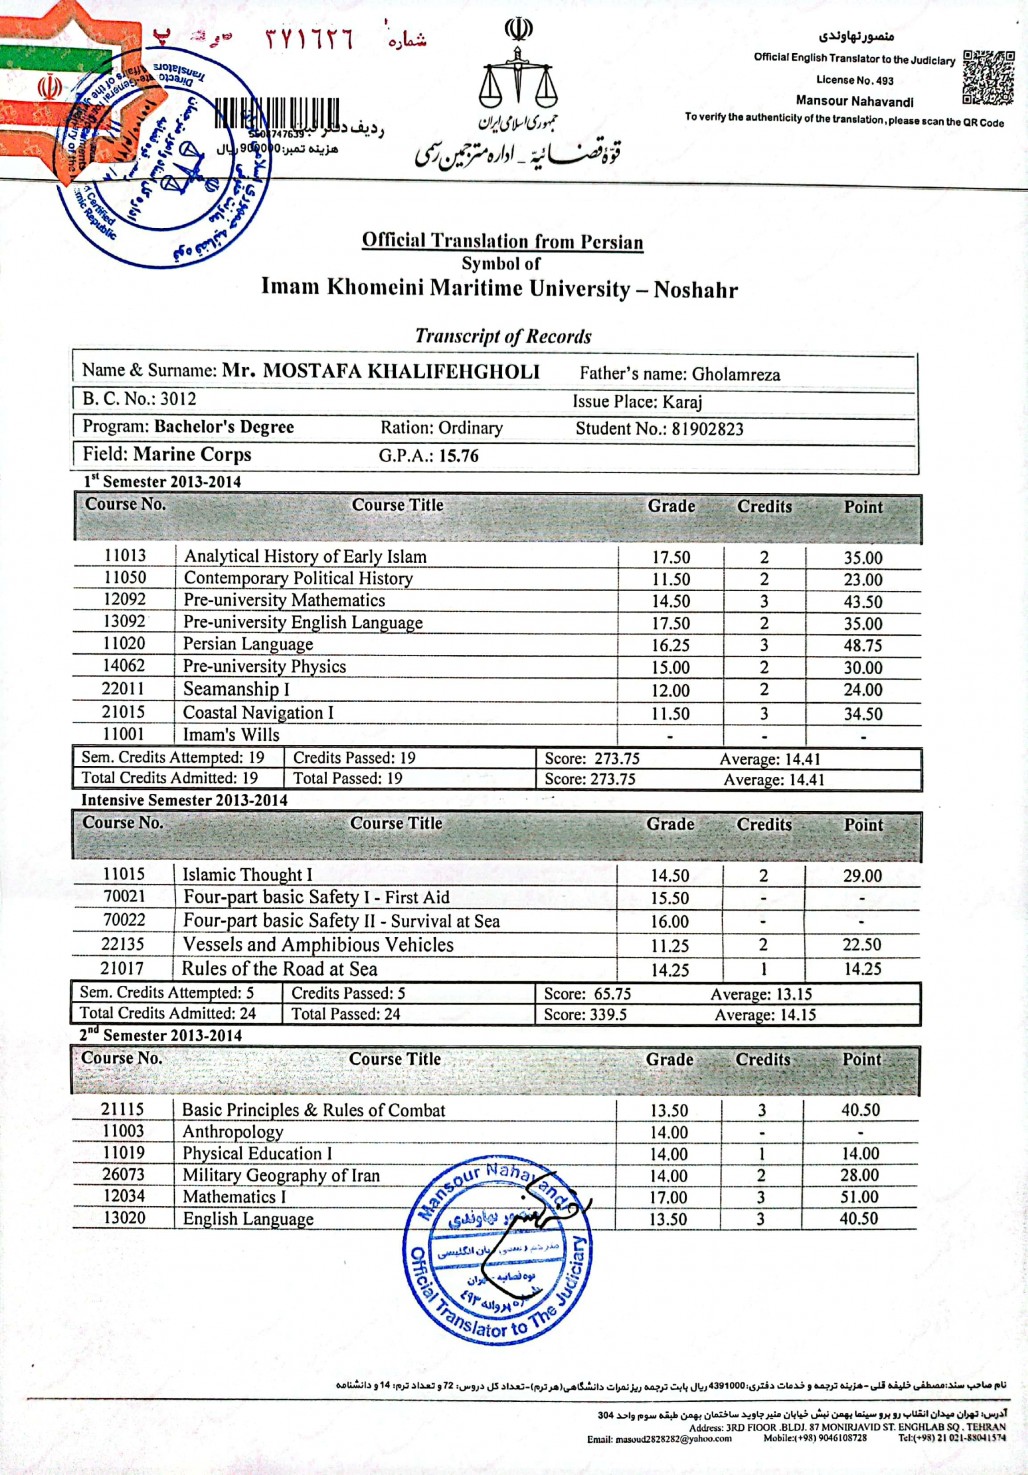 شماره ۳۷۱۶۲۶
منصور نهاوندی
Official English Translator to the Judiciary
License No. 493
Mansour Nahavandi
To verify the authenticity of the translation, please scan the QR Code
جمهوری اسلامی ایران
قوّه قضائیّه - اداره مترجمین رسمی
ردیف دفتر
5504747639
هزینه تمبر: 900000 ریال
Official Translation from Persian
Symbol of
Imam Khomeini Maritime University – Noshahr
Transcript of Records
Name & Surname: Mr. MOSTAFA KHALIFEHGHOLI Father's name: Gholamreza
B. C. No.: 3012 Issue Place: Karaj
Program: Bachelor's Degree Ration: Ordinary Student No.: 81902823
Field: Marine Corps G.P.A.: 15.76
1st Semester 2013-2014
Course No. Course Title Grade Credits Point
11013 Analytical History of Early Islam 17.50 2 35.00
11050 Contemporary Political History 11.50 2 23.00
12092 Pre-university Mathematics 14.50 3 43.50
13092 Pre-university English Language 17.50 2 35.00
11020 Persian Language 16.25 3 48.75
14062 Pre-university Physics 15.00 2 30.00
22011 Seamanship I 12.00 2 24.00
21015 Coastal Navigation I 11.50 3 34.50
11001 Imam's Wills - - -
Sem. Credits Attempted: 19 Credits Passed: 19 Score: 273.75 Average: 14.41
Total Credits Admitted: 19 Total Passed: 19 Score: 273.75 Average: 14.41
Intensive Semester 2013-2014
Course No. Course Title Grade Credits Point
11015 Islamic Thought I 14.50 2 29.00
70021 Four-part basic Safety I - First Aid 15.50 - -
70022 Four-part basic Safety II - Survival at Sea 16.00 - -
22135 Vessels and Amphibious Vehicles 11.25 2 22.50
21017 Rules of the Road at Sea 14.25 1 14.25
Sem. Credits Attempted: 5 Credits Passed: 5 Score: 65.75 Average: 13.15
Total Credits Admitted: 24 Total Passed: 24 Score: 339.5 Average: 14.15
2nd Semester 2013-2014
Course No. Course Title Grade Credits Point
21115 Basic Principles & Rules of Combat 13.50 3 40.50
11003 Anthropology 14.00 - -
11019 Physical Education I 14.00 1 14.00
26073 Military Geography of Iran 14.00 2 28.00
12034 Mathematics I 17.00 3 51.00
13020 English Language 13.50 3 40.50
Mansour Nahavandi
Official Translator to The Judiciary
نام صاحب سند: مصطفی خلیفه قلی - هزینه ترجمه و خدمات دفتری: 4391000 ریال بابت ترجمه ریز نمرات دانشگاهی (هر ترم) - تعداد کل دروس: 72 و تعداد ترم: 14 و دانشنامه
آدرس: تهران میدان انقلاب رو برو سینما بهمن نبش خیابان منیر جاوید ساختمان بهمن طبقه سوم واحد 304
Address: 3RD FlOOR .BLDJ. 87 MONIRJAVID ST. ENGHLAB SQ . TEHRAN
Email: masoud2828282@yahoo.com Mobile:(+98) 9046108728 Tel:(+98) 21 021-88041574